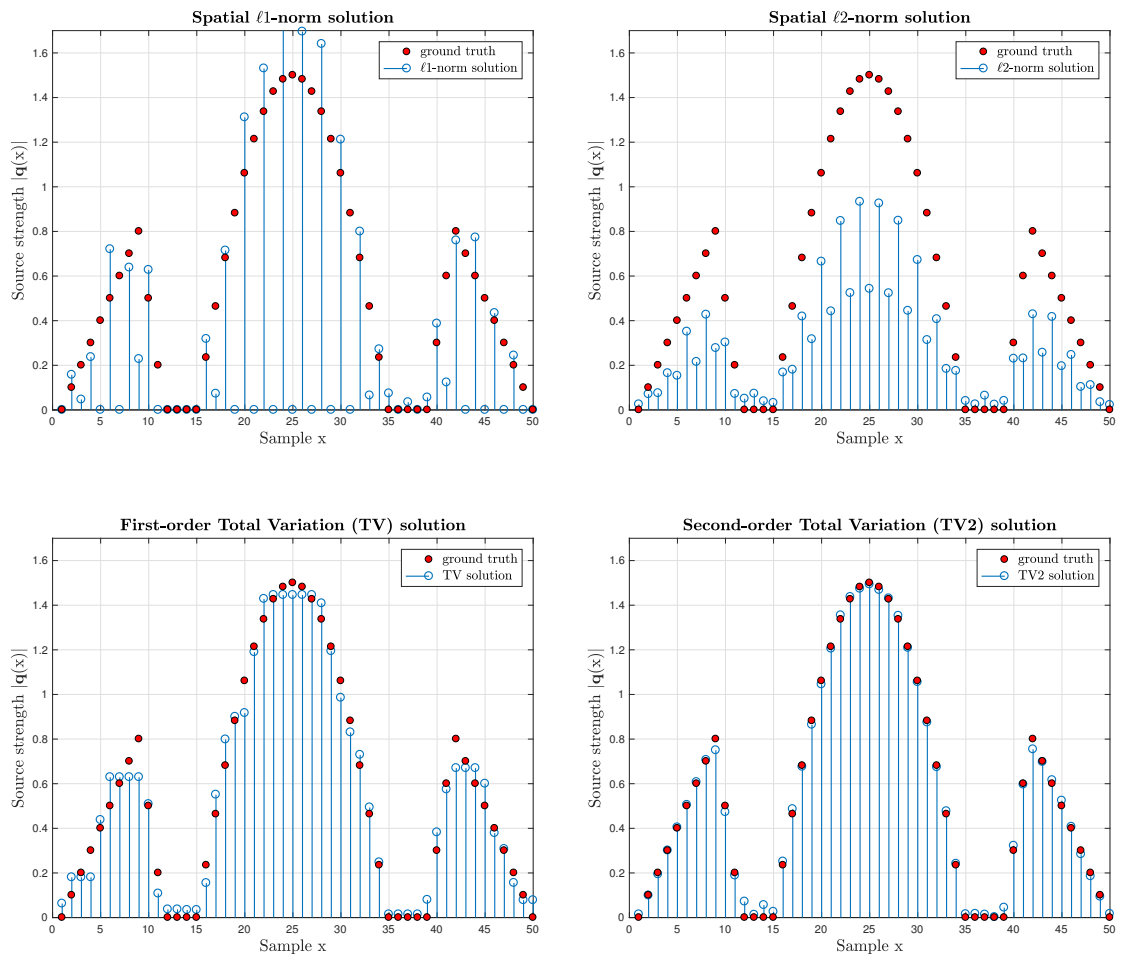 Spatial ℓ1-norm solution
ground truth
ℓ1-norm solution
Source strength |q(x)|
1.6
1.4
1.2
1
0.8
0.6
0.4
0.2
0
0 5 10 15 20 25 30 35 40 45 50
Sample x
Spatial ℓ2-norm solution
ground truth
ℓ2-norm solution
Source strength |q(x)|
1.6
1.4
1.2
1
0.8
0.6
0.4
0.2
0
0 5 10 15 20 25 30 35 40 45 50
Sample x
First-order Total Variation (TV) solution
ground truth
TV solution
Source strength |q(x)|
1.6
1.4
1.2
1
0.8
0.6
0.4
0.2
0
0 5 10 15 20 25 30 35 40 45 50
Sample x
Second-order Total Variation (TV2) solution
ground truth
TV2 solution
Source strength |q(x)|
1.6
1.4
1.2
1
0.8
0.6
0.4
0.2
0
0 5 10 15 20 25 30 35 40 45 50
Sample x